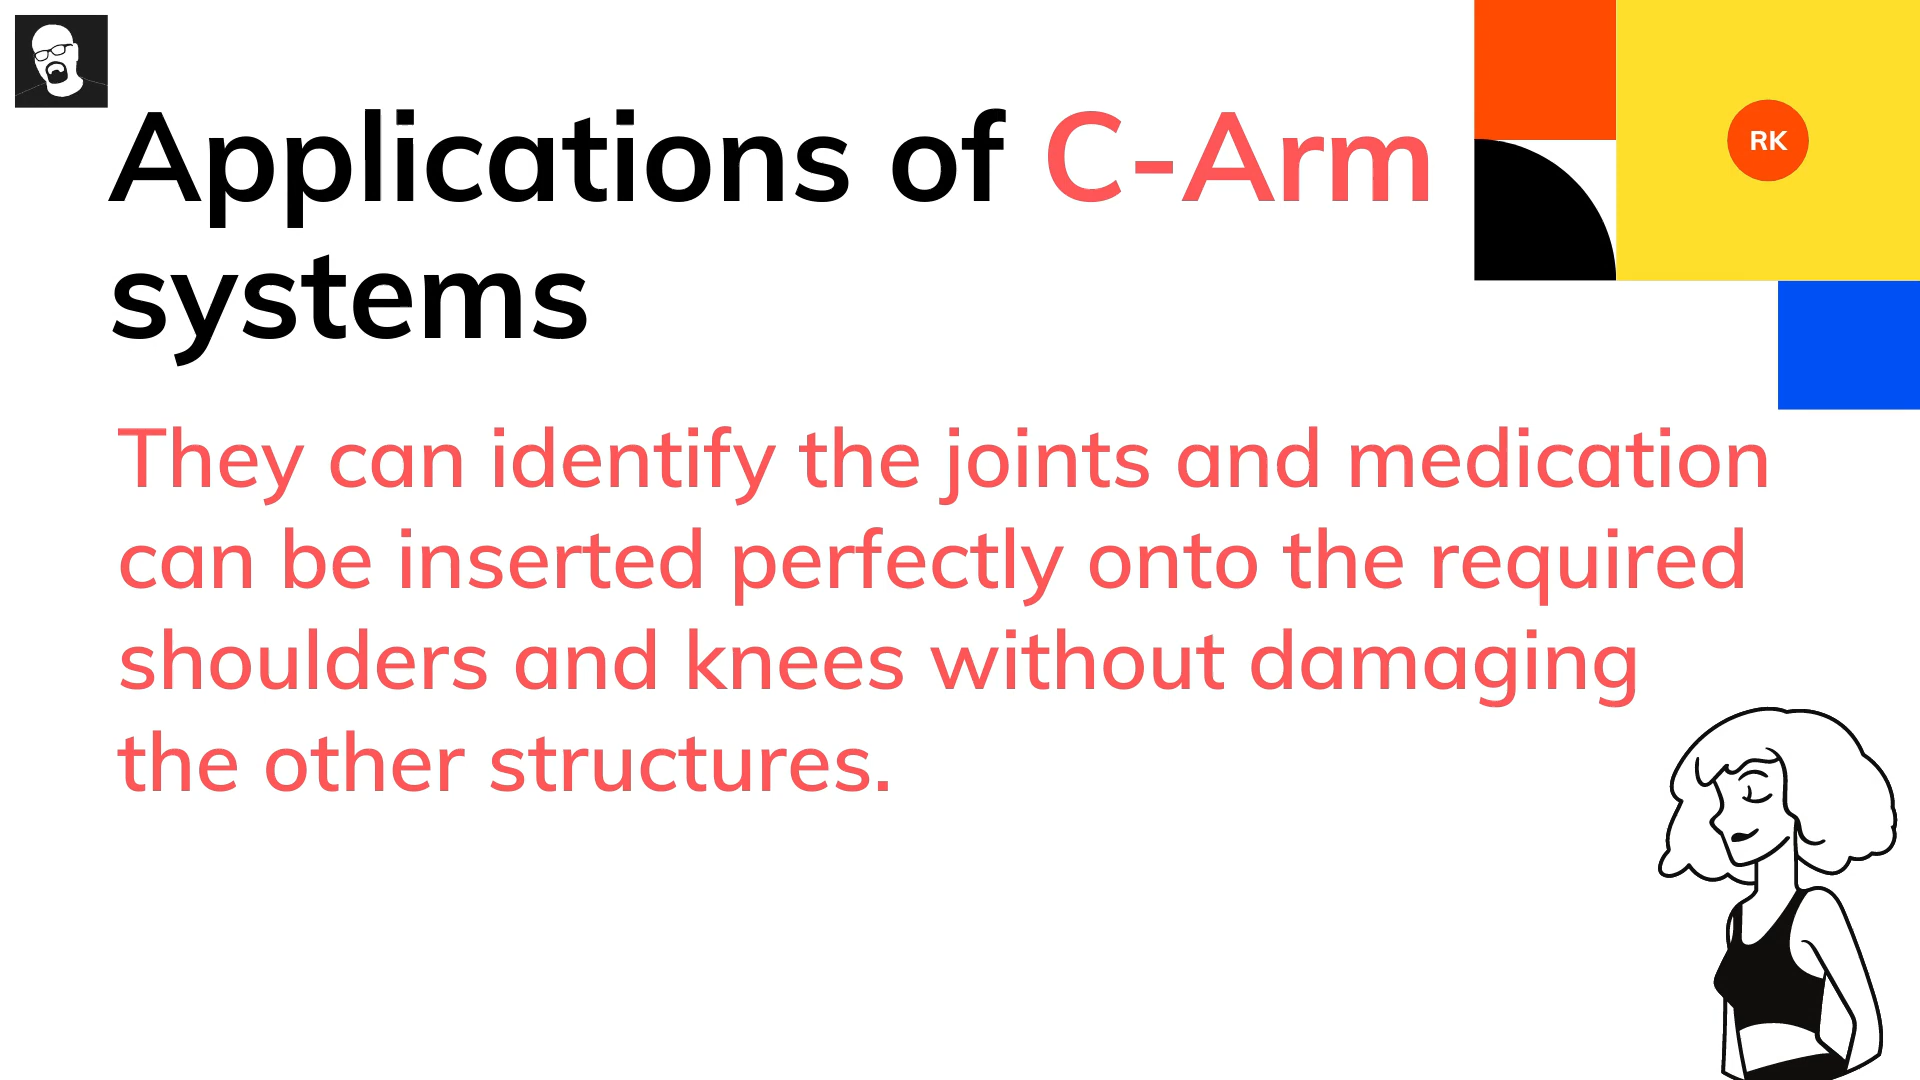 Applications of C-Arm
systems
RK
They can identify the joints and medication
can be inserted perfectly onto the required
shoulders and knees without damaging
the other structures.